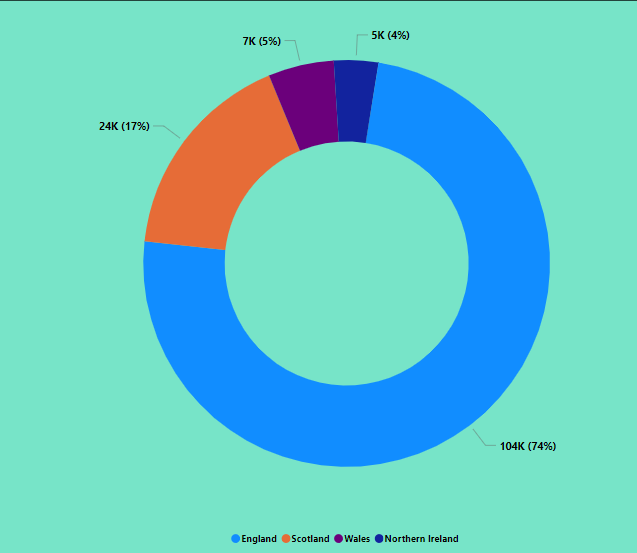 5K (4%)
7K (5%)
24K (17%)
104K (74%)
England Scotland Wales Northern Ireland